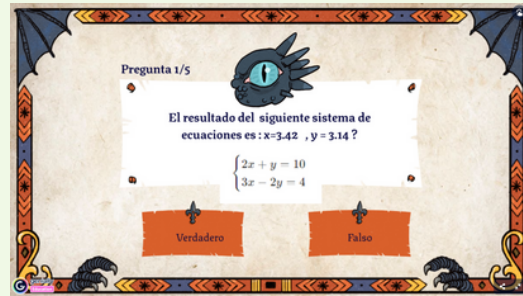 Pregunta 1/5
El resultado del siguiente sistema de
ecuaciones es : x=3.42 , y = 3.14 ?
2x + y = 10
3x − 2y = 4
Verdadero Falso